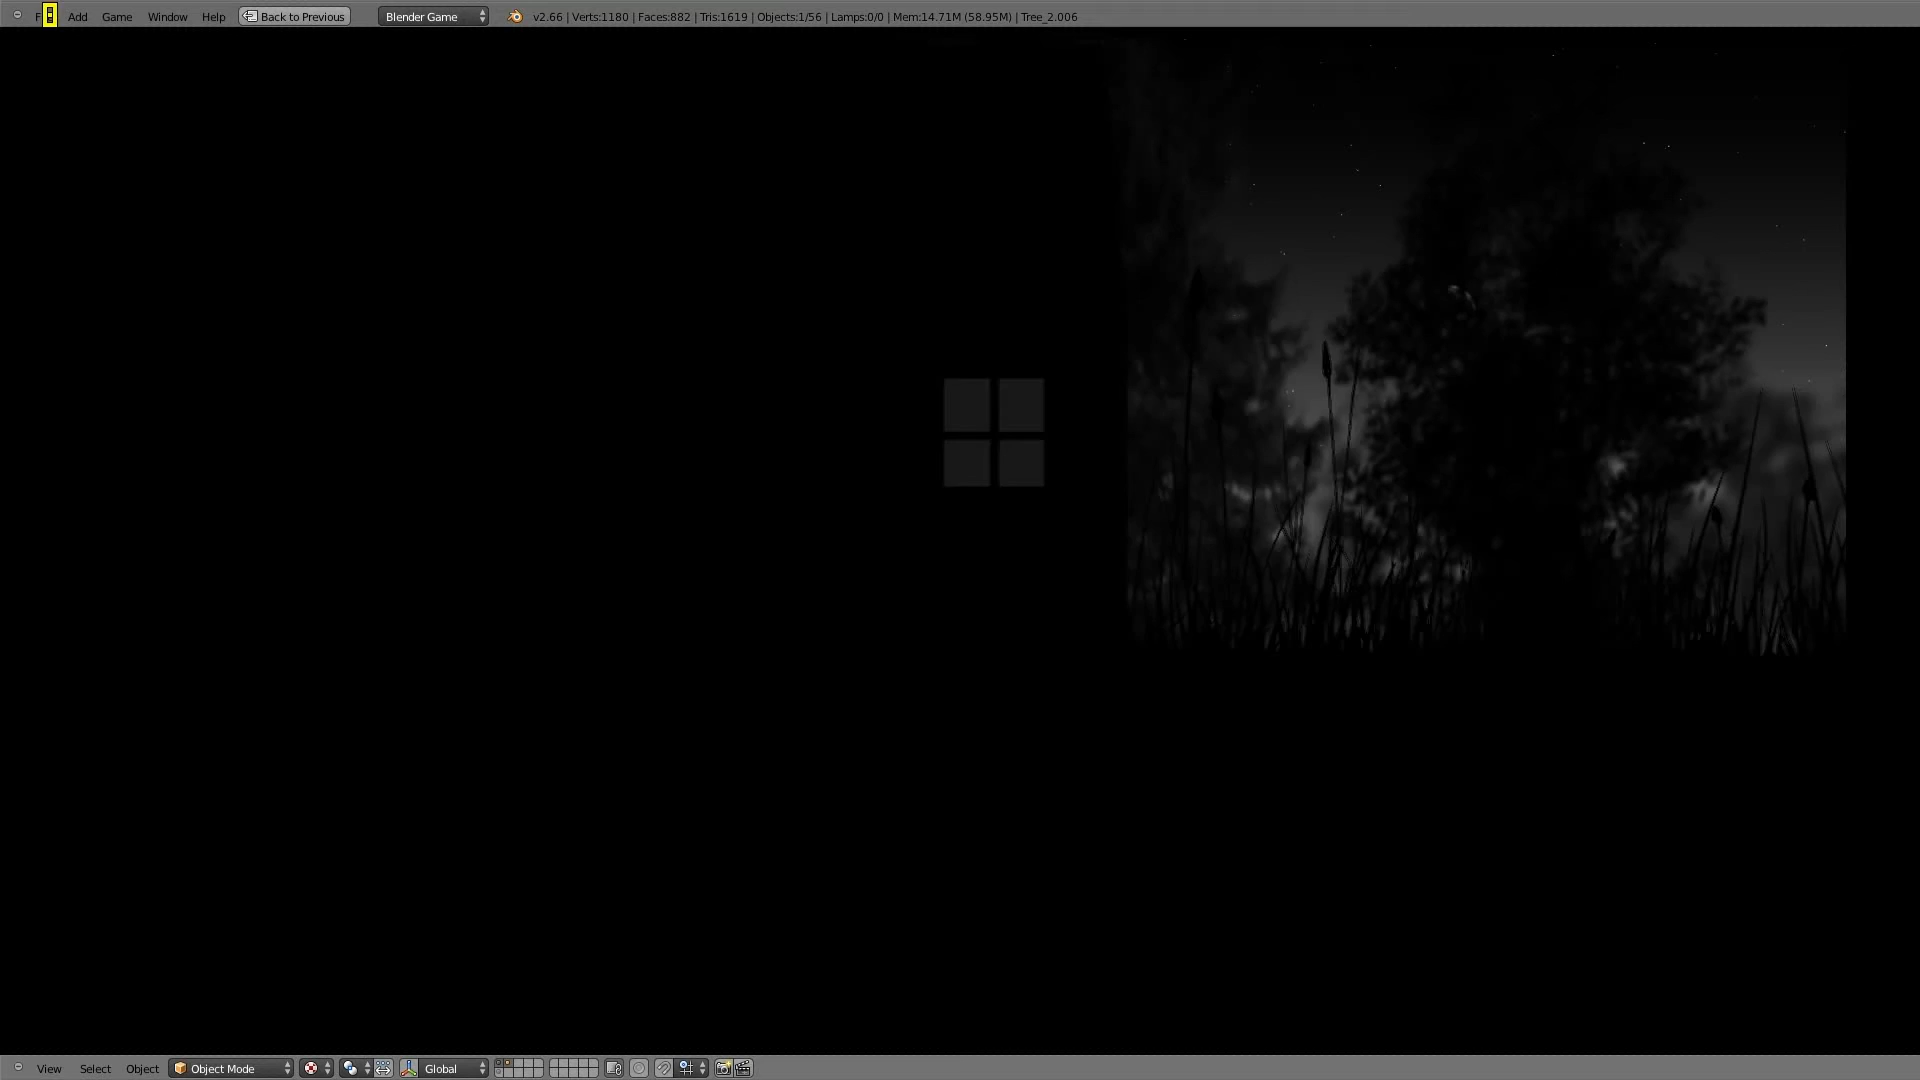 F Add Game Window Help Back to Previous Blender Game v2.66 | Verts:1180 | Faces:882 | Tris:1619 | Objects:1/56 | Lamps:0/0 | Mem:14.71M (58.95M) | Tree_2.006
View Select Object Object Mode Global